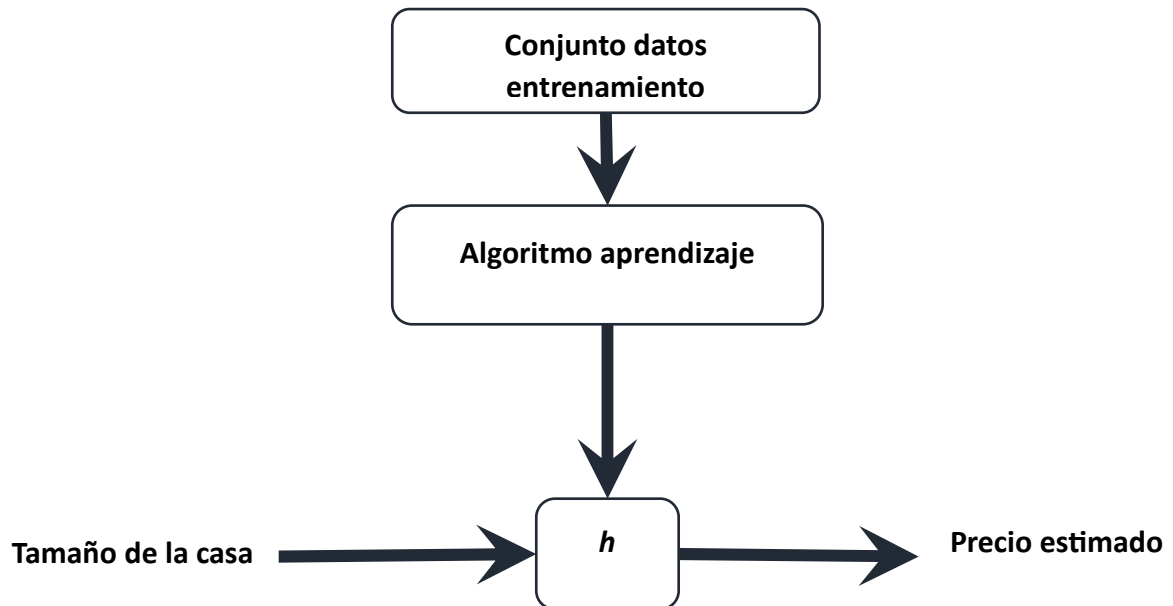 Conjunto datos
entrenamiento
Algoritmo aprendizaje
h
Tamaño de la casa
Precio estimado